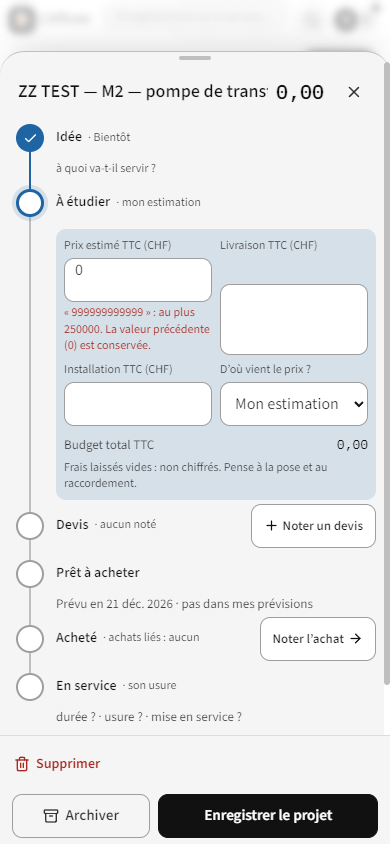 ZZ TEST — M2 — pompe de trans 0,00
Idée · Bientôt
à quoi va-t-il servir ?
À étudier · mon estimation
Prix estimé TTC (CHF) Livraison TTC (CHF)
0
« 999999999999 » : au plus
250000. La valeur précédente
(0) est conservée.
Installation TTC (CHF) D’où vient le prix ?
Mon estimation
Budget total TTC 0,00
Frais laissés vides : non chiffrés. Pense à la pose et au
raccordement.
Devis · aucun noté + Noter un devis
Prêt à acheter
Prévu en 21 déc. 2026 · pas dans mes prévisions
Acheté · achats liés : aucun Noter l’achat →
En service · son usure
durée ? · usure ? · mise en service ?
Supprimer
Archiver Enregistrer le projet